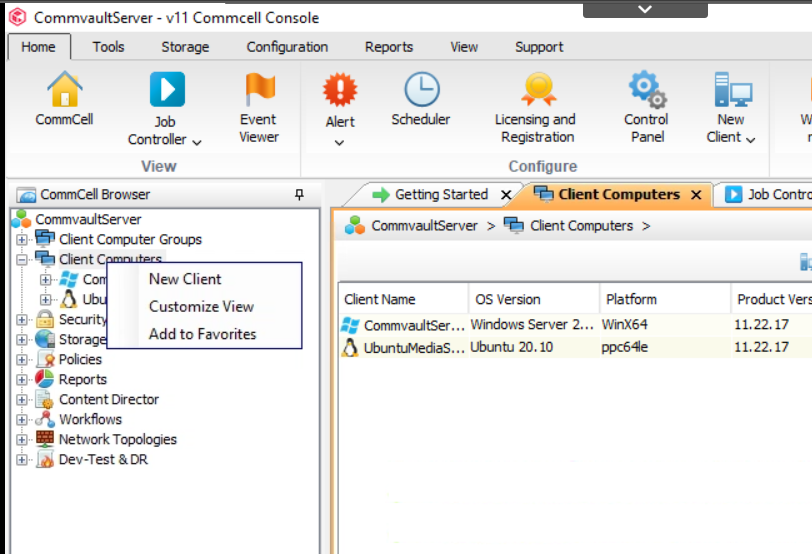 CommvaultServer - v11 Commcell Console
Home Tools Storage Configuration Reports View Support
CommCell Job Controller Event Viewer Alert Scheduler Licensing and Registration Control Panel New Client
View Configure
CommCell Browser
Getting Started Client Computers Job Contro
CommvaultServer
CommvaultServer > Client Computers >
Client Computer Groups
Client Computers
Com
Ubu
Security
Storage
Policies
Reports
Content Director
Workflows
Network Topologies
Dev-Test & DR
New Client
Customize View
Add to Favorites
Client Name OS Version Platform Product Vers
CommvaultSer... Windows Server 2... WinX64 11.22.17
UbuntuMediaS... Ubuntu 20.10 ppc64le 11.22.17